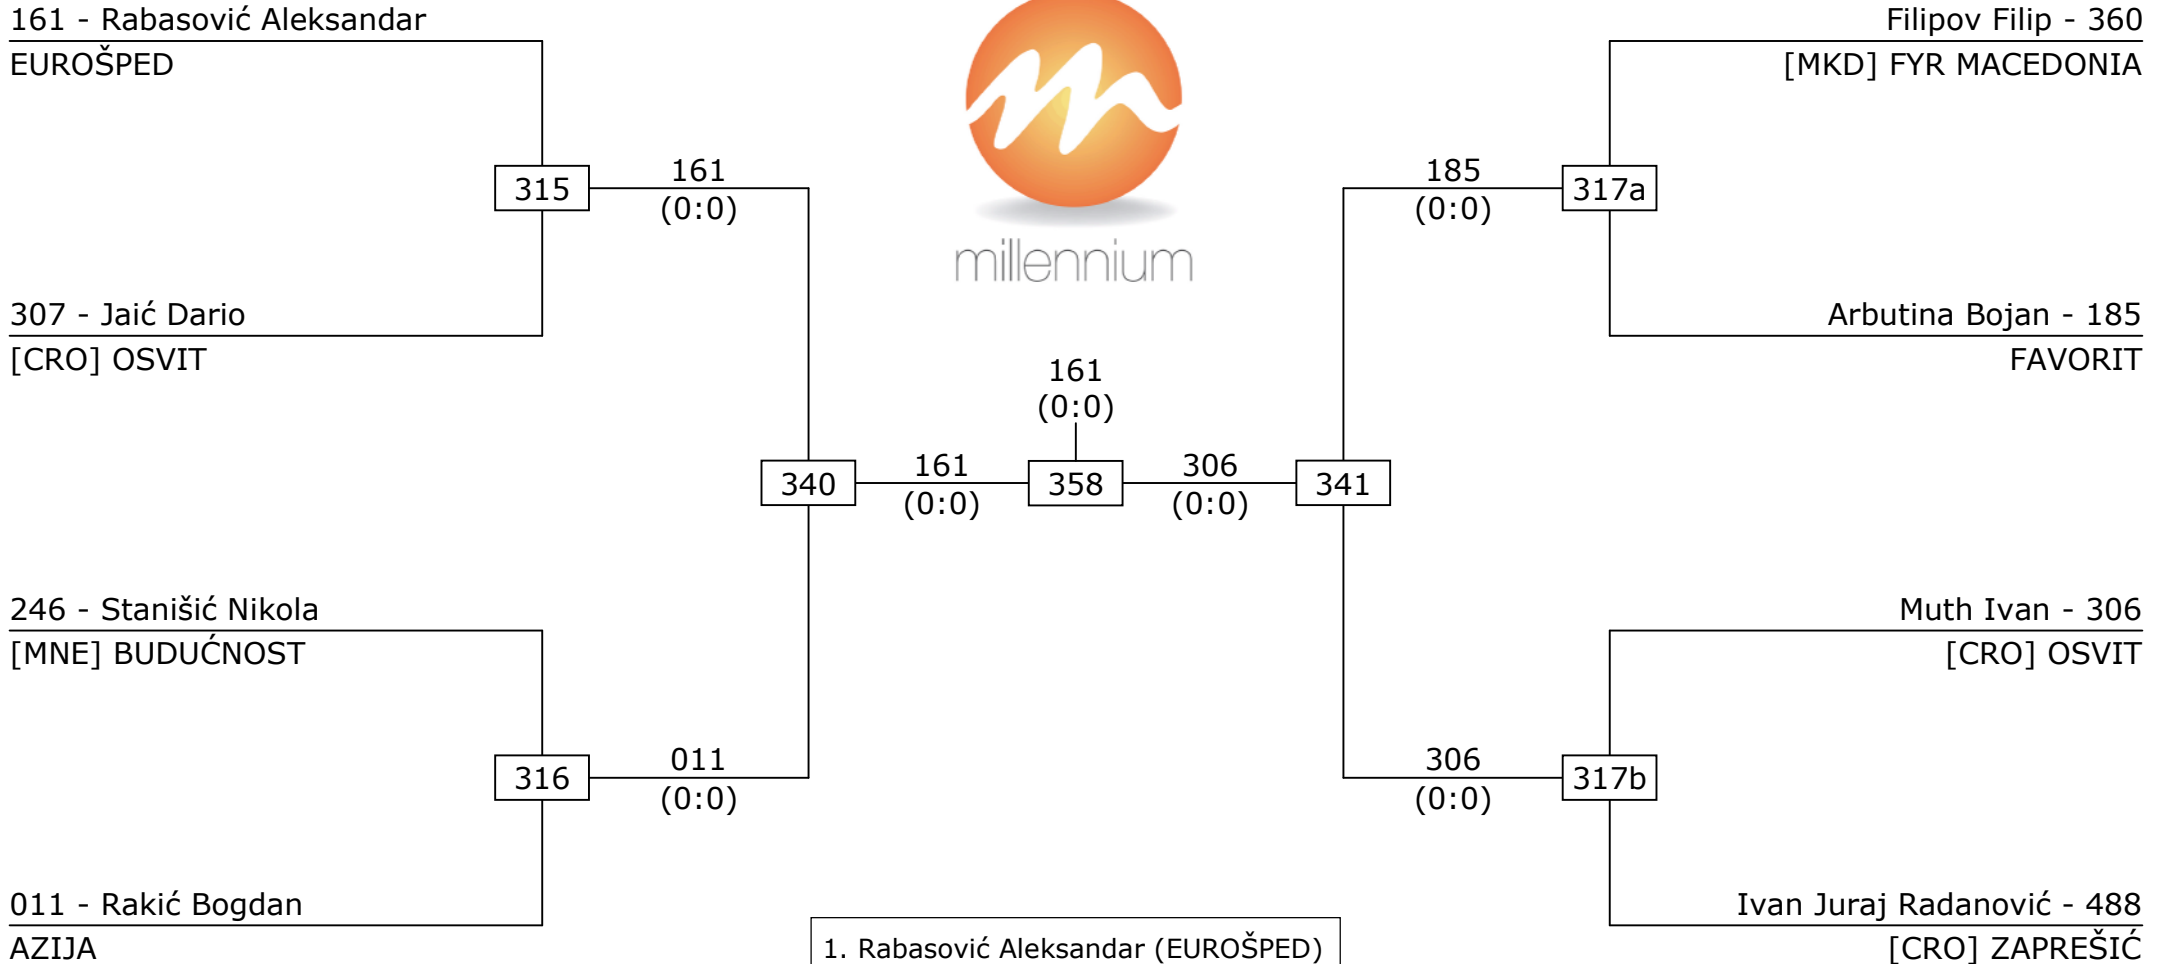 161 - Rabasović Aleksandar
EUROŠPED
307 - Jaić Dario
[CRO] OSVIT
246 - Stanišić Nikola
[MNE] BUDUĆNOST
011 - Rakić Bogdan
AZIJA
315
161
(0:0)
316
011
(0:0)
340
161
(0:0)
millennium
161
(0:0)
358
306
(0:0)
341
185
(0:0)
317a
306
(0:0)
317b
Filipov Filip - 360
[MKD] FYR MACEDONIA
Arbutina Bojan - 185
FAVORIT
Muth Ivan - 306
[CRO] OSVIT
Ivan Juraj Radanović - 488
[CRO] ZAPREŠIĆ
1. Rabasović Aleksandar (EUROŠPED)